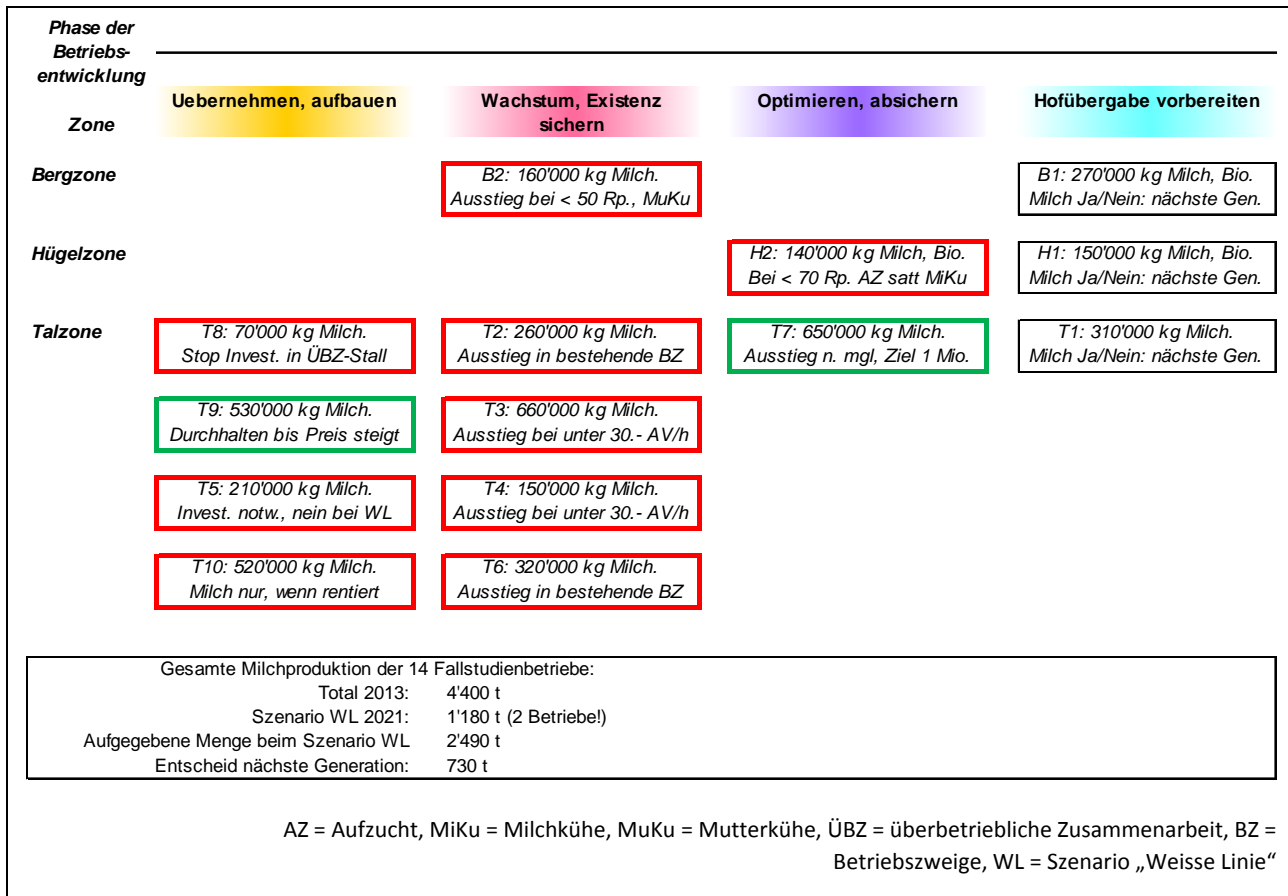 Phase der
Betriebs-
entwicklung
Zone
Uebernehmen, aufbauen
Wachstum, Existenz
sichern
Optimieren, absichern
Hofübergabe vorbereiten
Bergzone
B2: 160'000 kg Milch.
Ausstieg bei < 50 Rp., MuKu
B1: 270'000 kg Milch, Bio.
Milch Ja/Nein: nächste Gen.
Hügelzone
H2: 140'000 kg Milch, Bio.
Bei < 70 Rp. AZ satt MiKu
H1: 150'000 kg Milch, Bio.
Milch Ja/Nein: nächste Gen.
Talzone
T8: 70'000 kg Milch.
Stop Invest. in ÜBZ-Stall
T2: 260'000 kg Milch.
Ausstieg in bestehende BZ
T7: 650'000 kg Milch.
Ausstieg n. mgl, Ziel 1 Mio.
T1: 310'000 kg Milch.
Milch Ja/Nein: nächste Gen.
T9: 530'000 kg Milch.
Durchhalten bis Preis steigt
T3: 660'000 kg Milch.
Ausstieg bei unter 30.- AV/h
T5: 210'000 kg Milch.
Invest. notw., nein bei WL
T4: 150'000 kg Milch.
Ausstieg bei unter 30.- AV/h
T10: 520'000 kg Milch.
Milch nur, wenn rentiert
T6: 320'000 kg Milch.
Ausstieg in bestehende BZ
Gesamte Milchproduktion der 14 Fallstudienbetriebe:
Total 2013: 4'400 t
Szenario WL 2021: 1'180 t (2 Betriebe!)
Aufgegebene Menge beim Szenario WL 2'490 t
Entscheid nächste Generation: 730 t
AZ = Aufzucht, MiKu = Milchkühe, MuKu = Mutterkühe, ÜBZ = überbetriebliche Zusammenarbeit, BZ =
Betriebszweige, WL = Szenario „Weisse Linie“